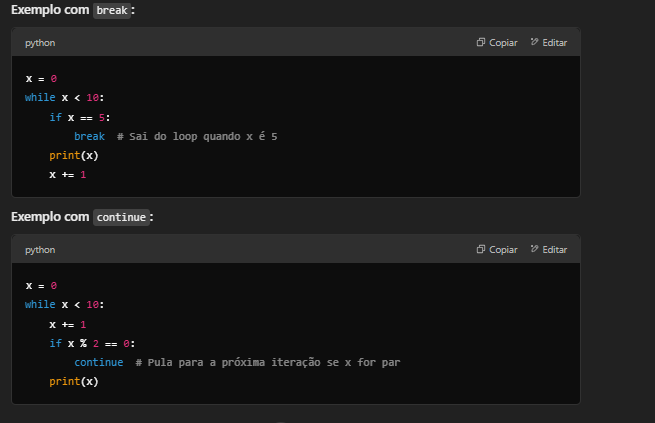 Exemplo com break:
python Copiar Editar
x = 0
while x < 10:
    if x == 5:
        break  # Sai do loop quando x é 5
    print(x)
    x += 1
Exemplo com continue:
python Copiar Editar
x = 0
while x < 10:
    x += 1
    if x % 2 == 0:
        continue  # Pula para a próxima iteração se x for par
    print(x)